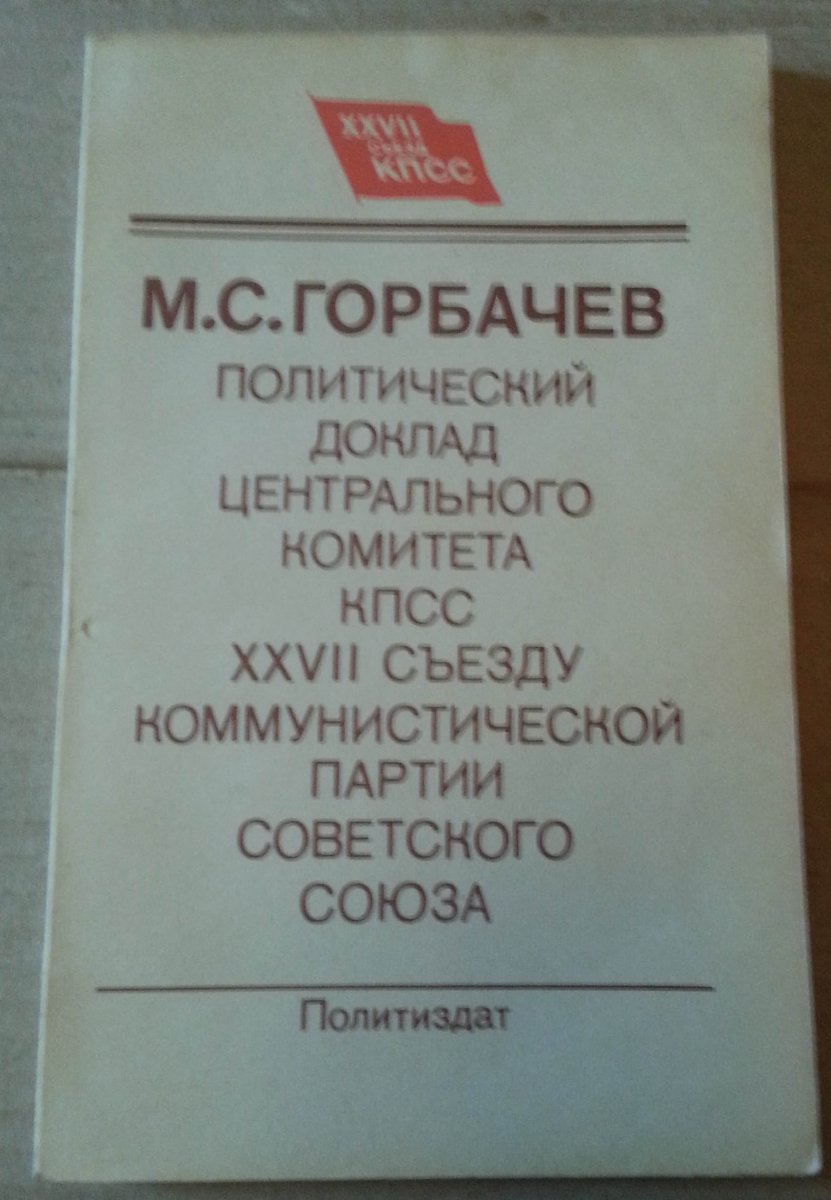 XXVII
съезд
КПСС
М.С.ГОРБАЧЕВ
ПОЛИТИЧЕСКИЙ
ДОКЛАД
ЦЕНТРАЛЬНОГО
КОМИТЕТА
КПСС
XXVII СЪЕЗДУ
КОММУНИСТИЧЕСКОЙ
ПАРТИИ
СОВЕТСКОГО
СОЮЗА
Политиздат